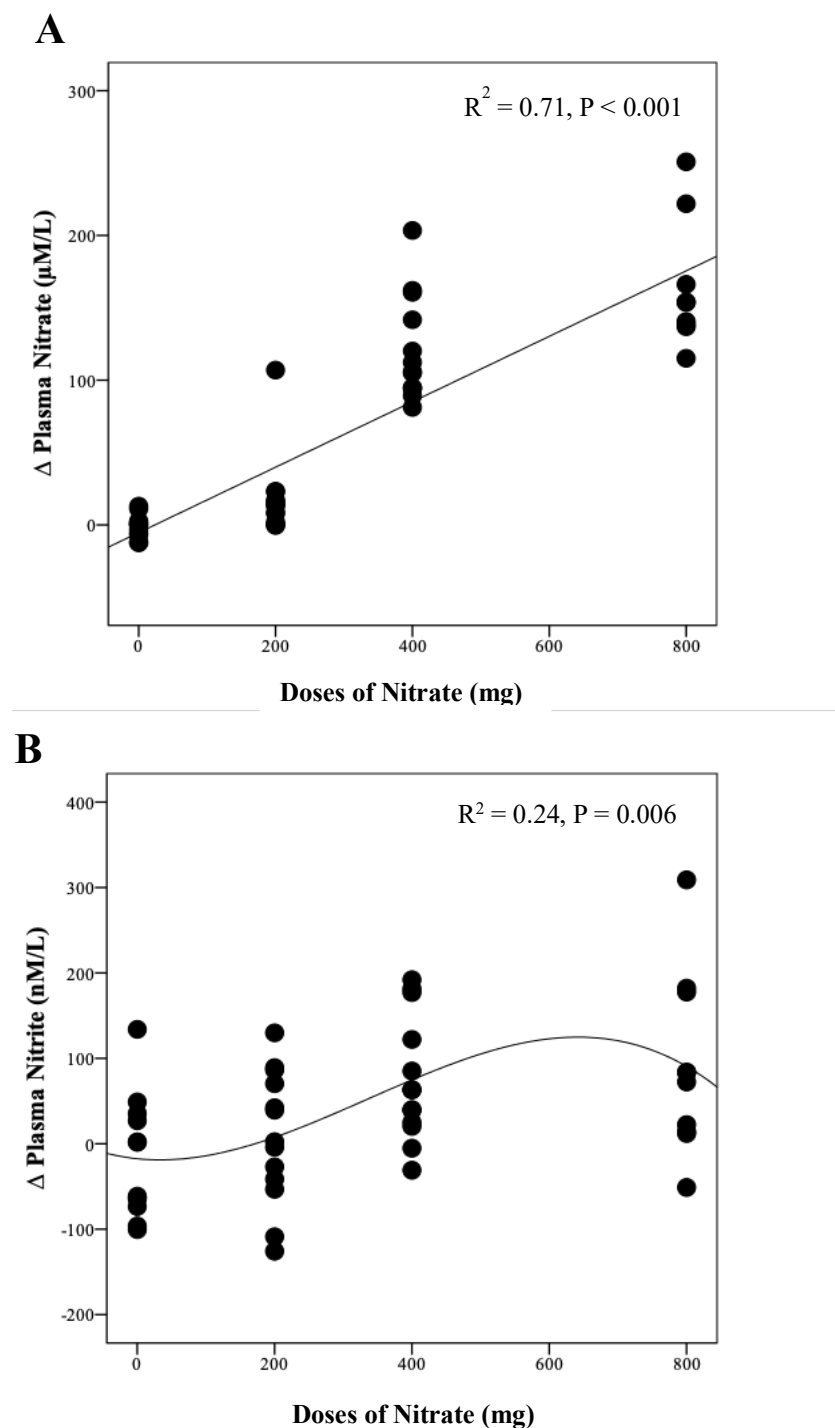 A
R² = 0.71, P < 0.001
300
200
100
0
Δ Plasma Nitrate (µM/L)
0 200 400 600 800
Doses of Nitrate (mg)
B
R² = 0.24, P = 0.006
400
300
200
100
0
-100
-200
Δ Plasma Nitrite (nM/L)
0 200 400 600 800
Doses of Nitrate (mg)